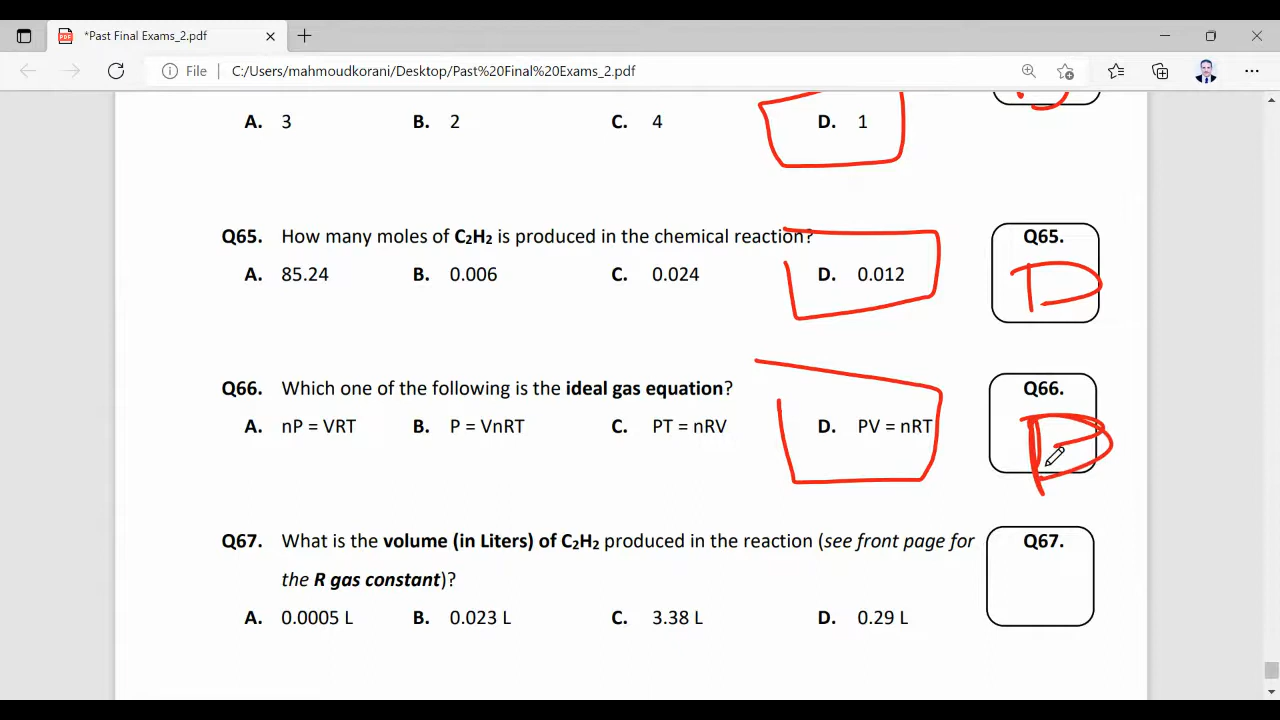 *Past Final Exams_2.pdf
File | C:/Users/mahmoudkorani/Desktop/Past%20Final%20Exams_2.pdf
A. 3 B. 2 C. 4 D. 1
Q65. How many moles of C₂H₂ is produced in the chemical reaction? Q65.
A. 85.24 B. 0.006 C. 0.024 D. 0.012 D
Q66. Which one of the following is the ideal gas equation? Q66.
A. nP = VRT B. P = VnRT C. PT = nRV D. PV = nRT D
Q67. What is the volume (in Liters) of C₂H₂ produced in the reaction (see front page for Q67.
the R gas constant)?
A. 0.0005 L B. 0.023 L C. 3.38 L D. 0.29 L